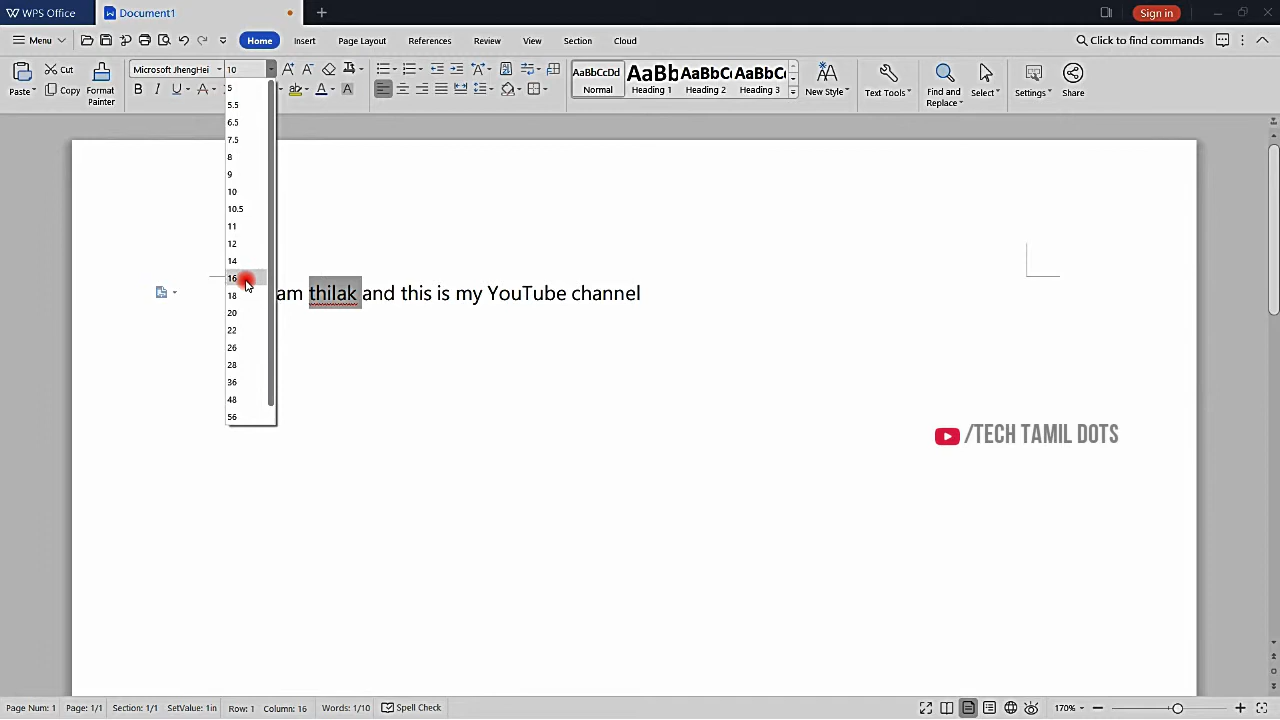 WPS Office
Document1
Sign in
Menu
Home
Insert
Page Layout
References
Review
View
Section
Cloud
Click to find commands
Paste
Cut
Copy
Format
Painter
Microsoft JhengHei
10
B I U A A A
AaBbCcDd
Normal
AaBb
Heading 1
AaBbC
Heading 2
AaBbC
Heading 3
New Style
Text Tools
Find and
Replace
Select
Settings
Share
5
5.5
6.5
7.5
8
9
10
10.5
11
12
14
16
18
20
22
26
28
36
48
56
am thilak and this is my YouTube channel
/TECH TAMIL DOTS
Page Num: 1
Page: 1/1
Section: 1/1
SetValue: 1in
Row: 1
Column: 16
Words: 1/10
Spell Check
170%